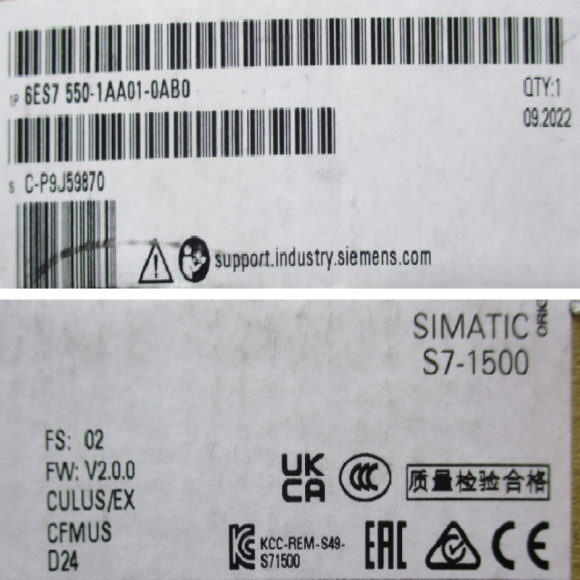 1P 6ES7 550-1AA01-0AB0
QTY:1
09.2022
S C-P9J59870
support.industry.siemens.com
SIMATIC
S7-1500
FS: 02
FW: V2.0.0
CULUS/EX
CFMUS
D24
UK
CA
CCC
质量检验合格
KCC-REM-S49-
S71500
EAC
CE